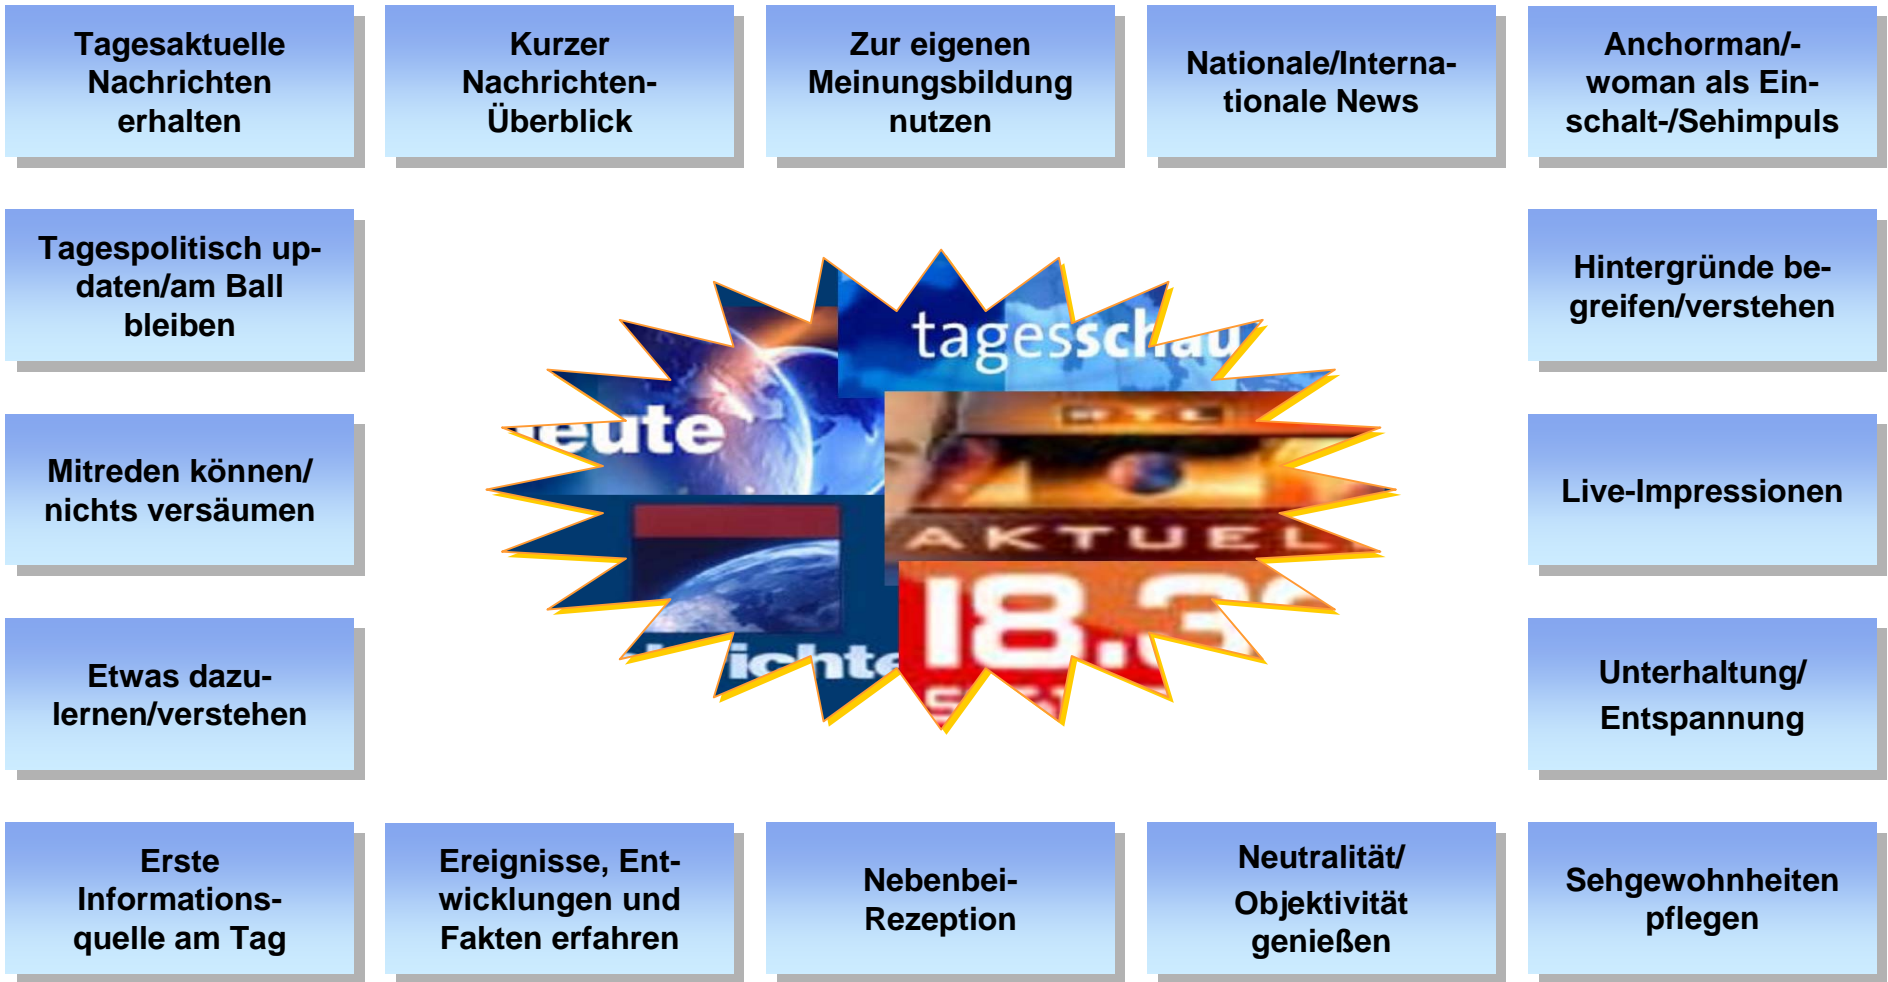 Tagesaktuelle
Nachrichten
erhalten
Kurzer
Nachrichten-
Überblick
Zur eigenen
Meinungsbildung
nutzen
Nationale/Interna-
tionale News
Anchorman/-
woman als Ein-
schalt-/Sehimpuls
Tagespolitisch up-
daten/am Ball
bleiben
Hintergründe be-
greifen/verstehen
tagesschau
eute
RTL
AKTUEL
Mitreden können/
nichts versäumen
Live-Impressionen
18.3
richte
Etwas dazu-
lernen/verstehen
Unterhaltung/
Entspannung
Erste
Informations-
quelle am Tag
Ereignisse, Ent-
wicklungen und
Fakten erfahren
Nebenbei-
Rezeption
Neutralität/
Objektivität
genießen
Sehgewohnheiten
pflegen